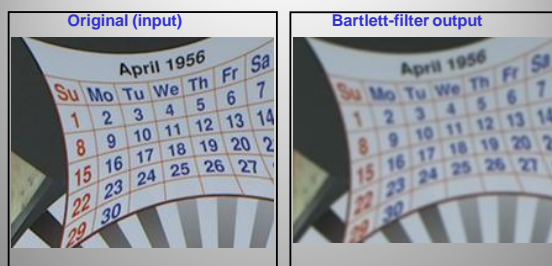 Original (input)
April 1956
Su Mo Tu We Th Fr Sa
1 2 3 4 5 6 7
8 9 10 11 12 13 14
15 16 17 18 19 20 2
22 23 24 25 26 27
29 30
Bartlett-filter output
April 1956
Su Mo Tu We Th Fr Sa
1 2 3 4 5 6 7
8 9 10 11 12 13 14
15 16 17 18 19 20 2
22 23 24 25 26 27
29 30